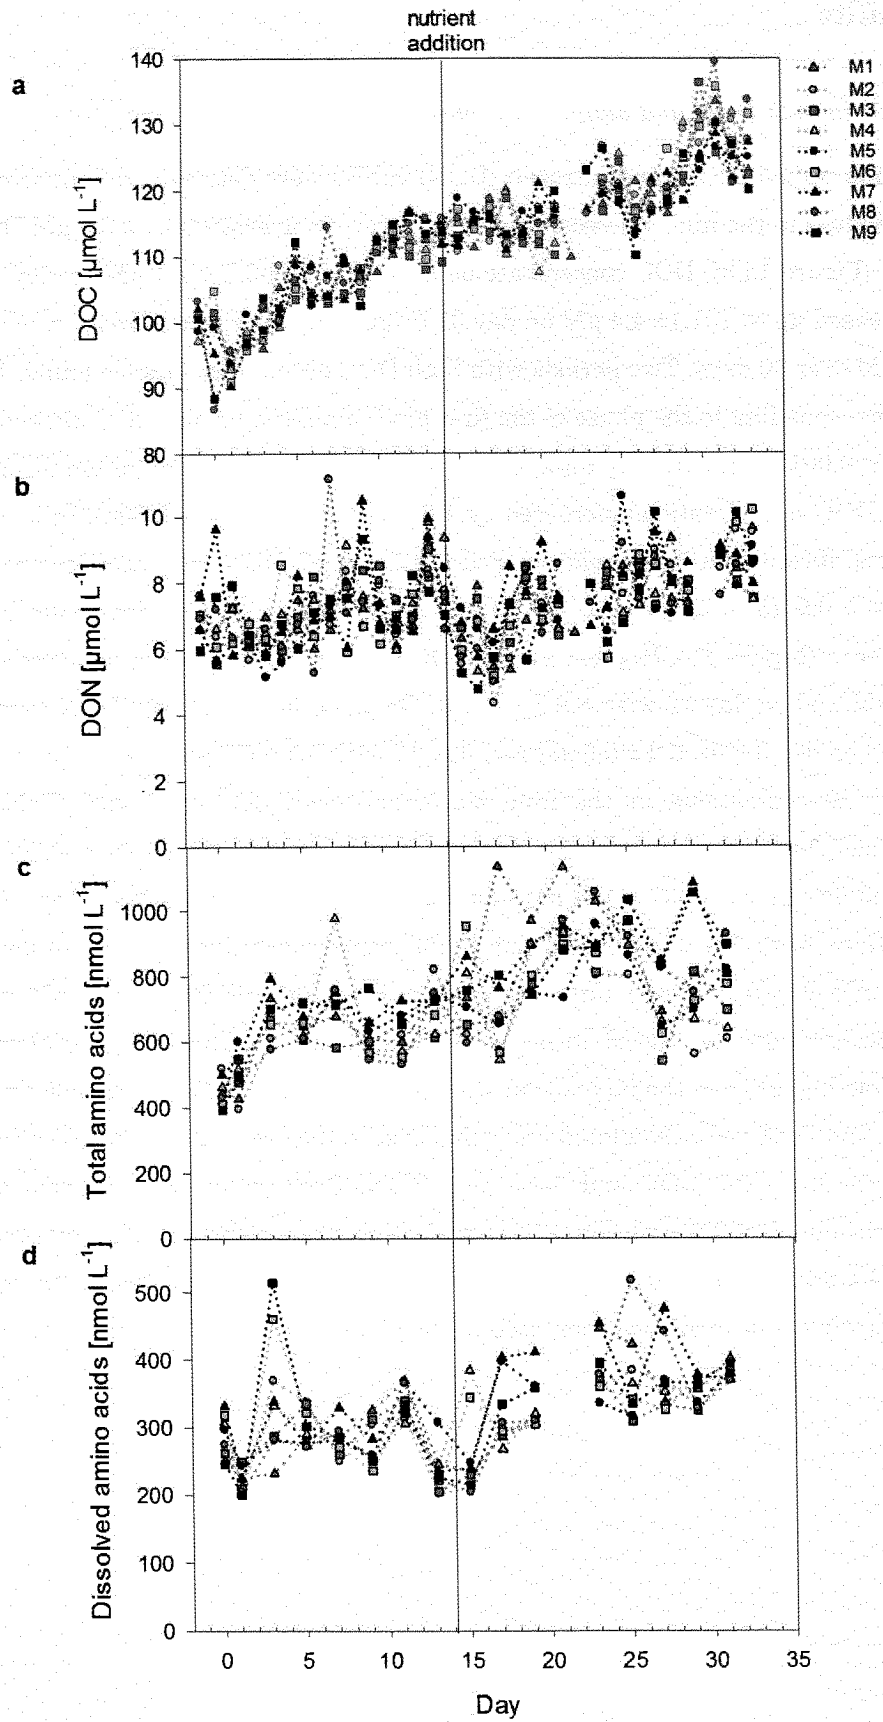 nutrient
addition
a
140
130
120
110
100
90
80
DOC [µmol L⁻¹]
M1
M2
M3
M4
M5
M6
M7
M8
M9
b
10
8
6
4
2
0
DON [µmol L⁻¹]
c
1000
800
600
400
200
0
Total amino acids [nmol L⁻¹]
d
500
400
300
200
100
0
Dissolved amino acids [nmol L⁻¹]
0 5 10 15 20 25 30 35
Day